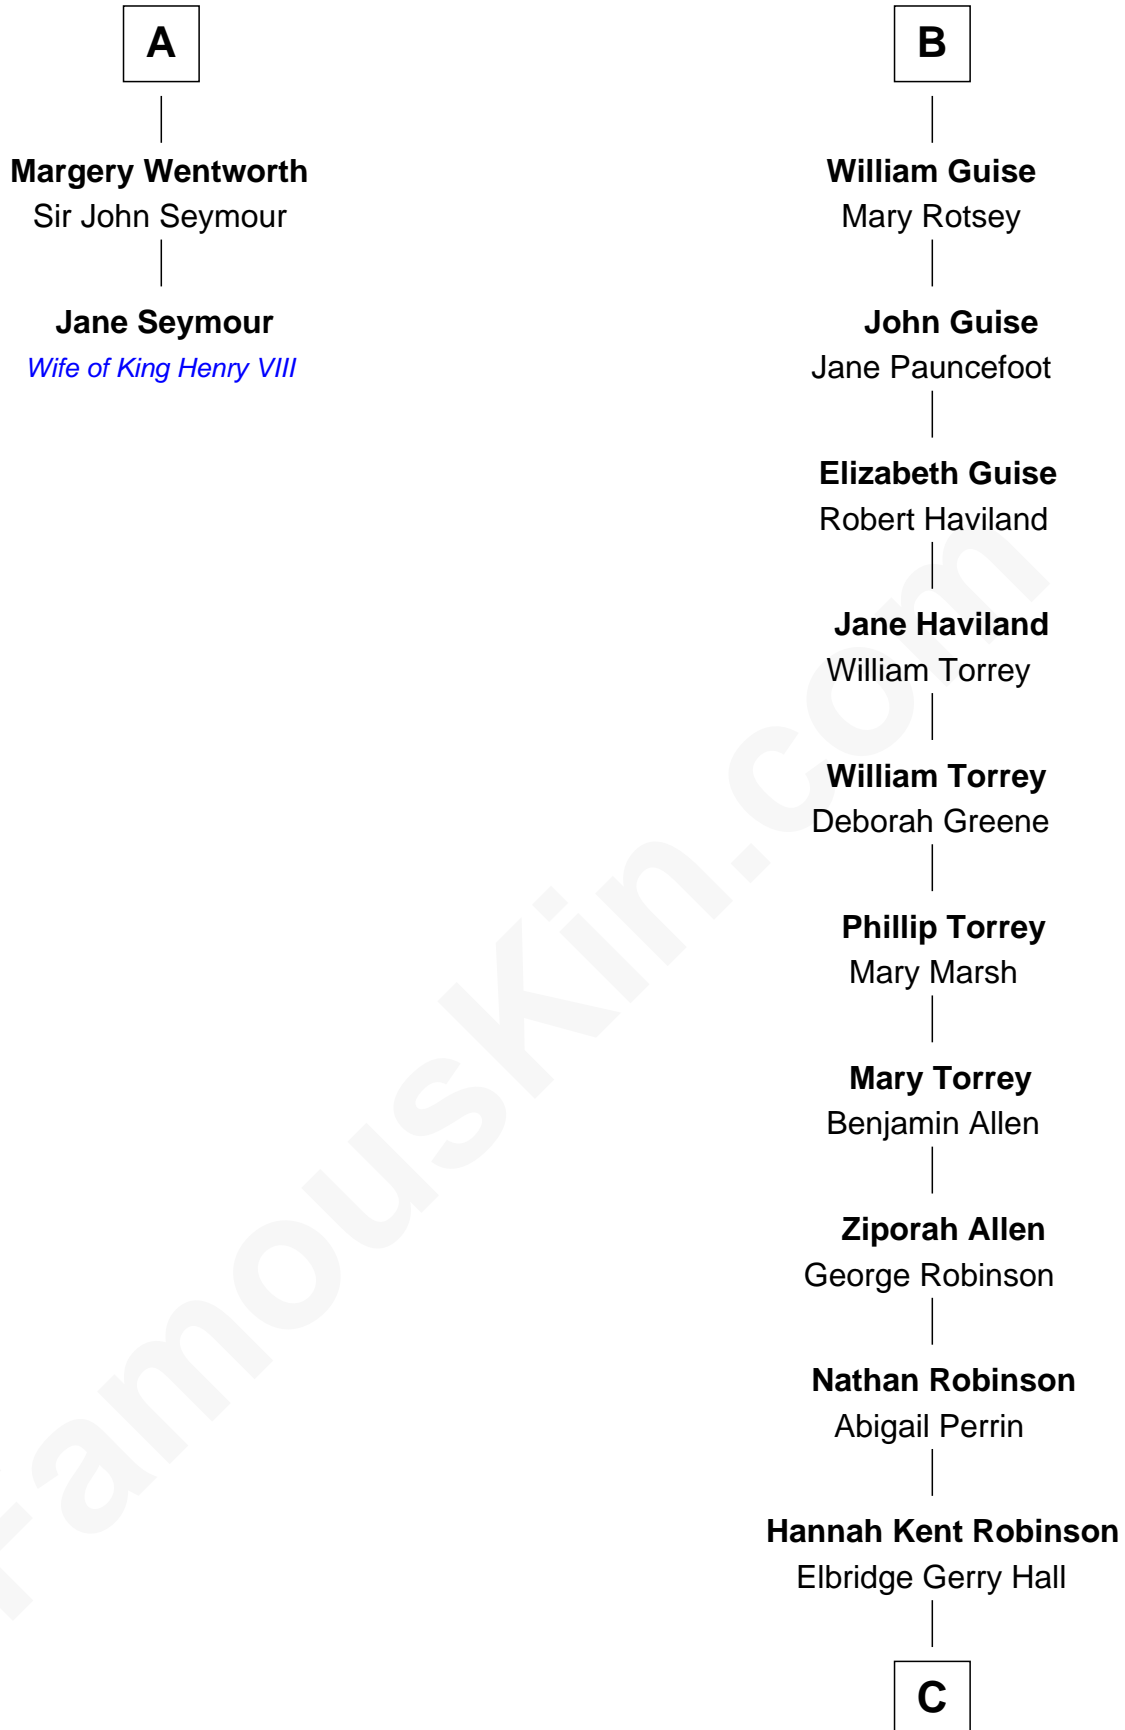 A
Margery Wentworth
Sir John Seymour
Jane Seymour
Wife of King Henry VIII
B
William Guise
Mary Rotsey
John Guise
Jane Pauncefoot
Elizabeth Guise
Robert Haviland
Jane Haviland
William Torrey
William Torrey
Deborah Greene
Phillip Torrey
Mary Marsh
Mary Torrey
Benjamin Allen
Ziporah Allen
George Robinson
Nathan Robinson
Abigail Perrin
Hannah Kent Robinson
Elbridge Gerry Hall
C
FamousKin.com